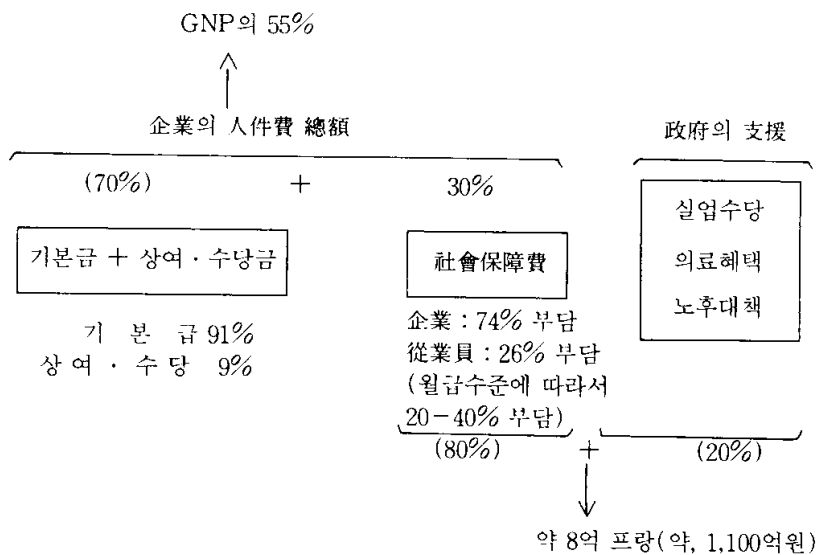 GNP의 55%
企業의 人件費 總額
政府의 支援
(70%) + 30%
기본금 + 상여 · 수당금
社會保障費
실업수당
의료혜택
노후대책
기 본 급 91%
상여 · 수당 9%
企業 : 74% 부담
從業員 : 26% 부담
(월급수준에 따라서
20-40% 부담)
(80%) + (20%)
약 8억 프랑(약, 1,100억원)